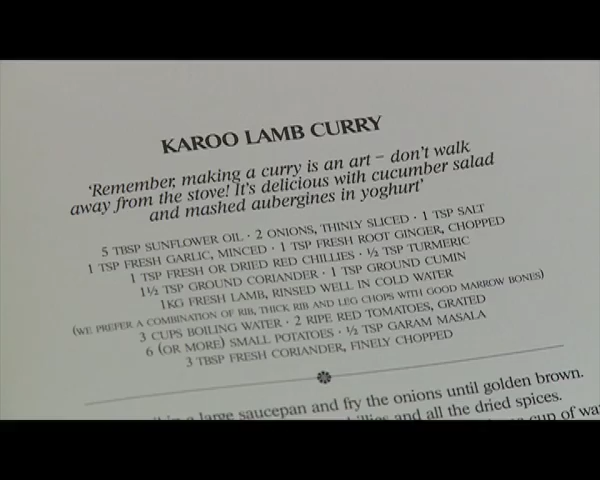 KAROO LAMB CURRY
'Remember, making a curry is an art – don't walk
away from the stove! It's delicious with cucumber salad
and mashed aubergines in yoghurt'
5 TBSP SUNFLOWER OIL · 2 ONIONS, THINLY SLICED · 1 TSP SALT
1 TSP FRESH GARLIC, MINCED · 1 TSP FRESH ROOT GINGER, CHOPPED
1 TSP FRESH OR DRIED RED CHILLIES · ½ TSP TURMERIC
1½ TSP GROUND CORIANDER · 1 TSP GROUND CUMIN
1KG FRESH LAMB, RINSED WELL IN COLD WATER
(WE PREFER A COMBINATION OF RIB, THICK RIB AND LEG CHOPS WITH GOOD MARROW BONES)
3 CUPS BOILING WATER · 2 RIPE RED TOMATOES, GRATED
6 (OR MORE) SMALL POTATOES · ½ TSP GARAM MASALA
3 TBSP FRESH CORIANDER, FINELY CHOPPED
large saucepan and fry the onions until golden brown.
and all the dried spices.
cup of